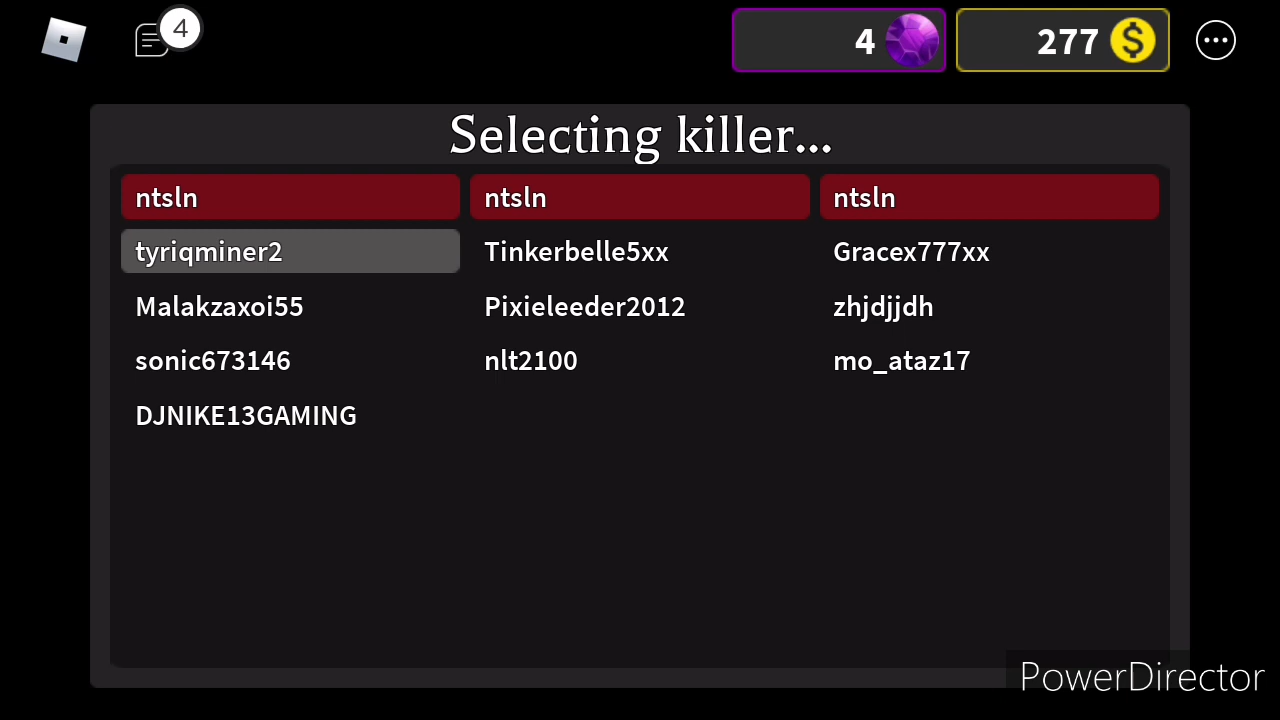 4
4
277
Selecting killer...
ntsln ntsln ntsln
tyriqminer2 Tinkerbelle5xx Gracex777xx
Malakzaxoi55 Pixieleeder2012 zhjdjjdh
sonic673146 nlt2100 mo_ataz17
DJNIKE13GAMING
PowerDirector